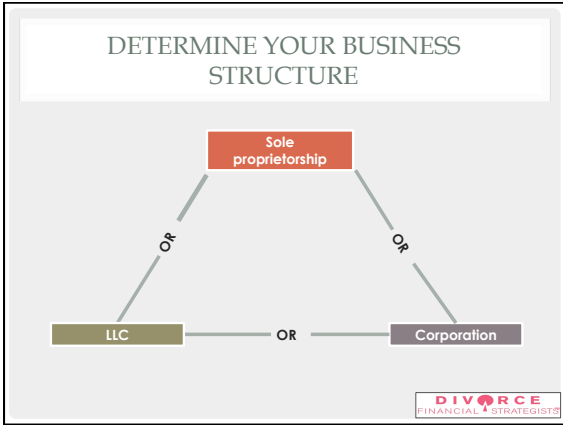 DETERMINE YOUR BUSINESS
STRUCTURE
Sole
proprietorship
OR
OR
LLC
OR
Corporation
DIVORCE
FINANCIAL STRATEGISTS